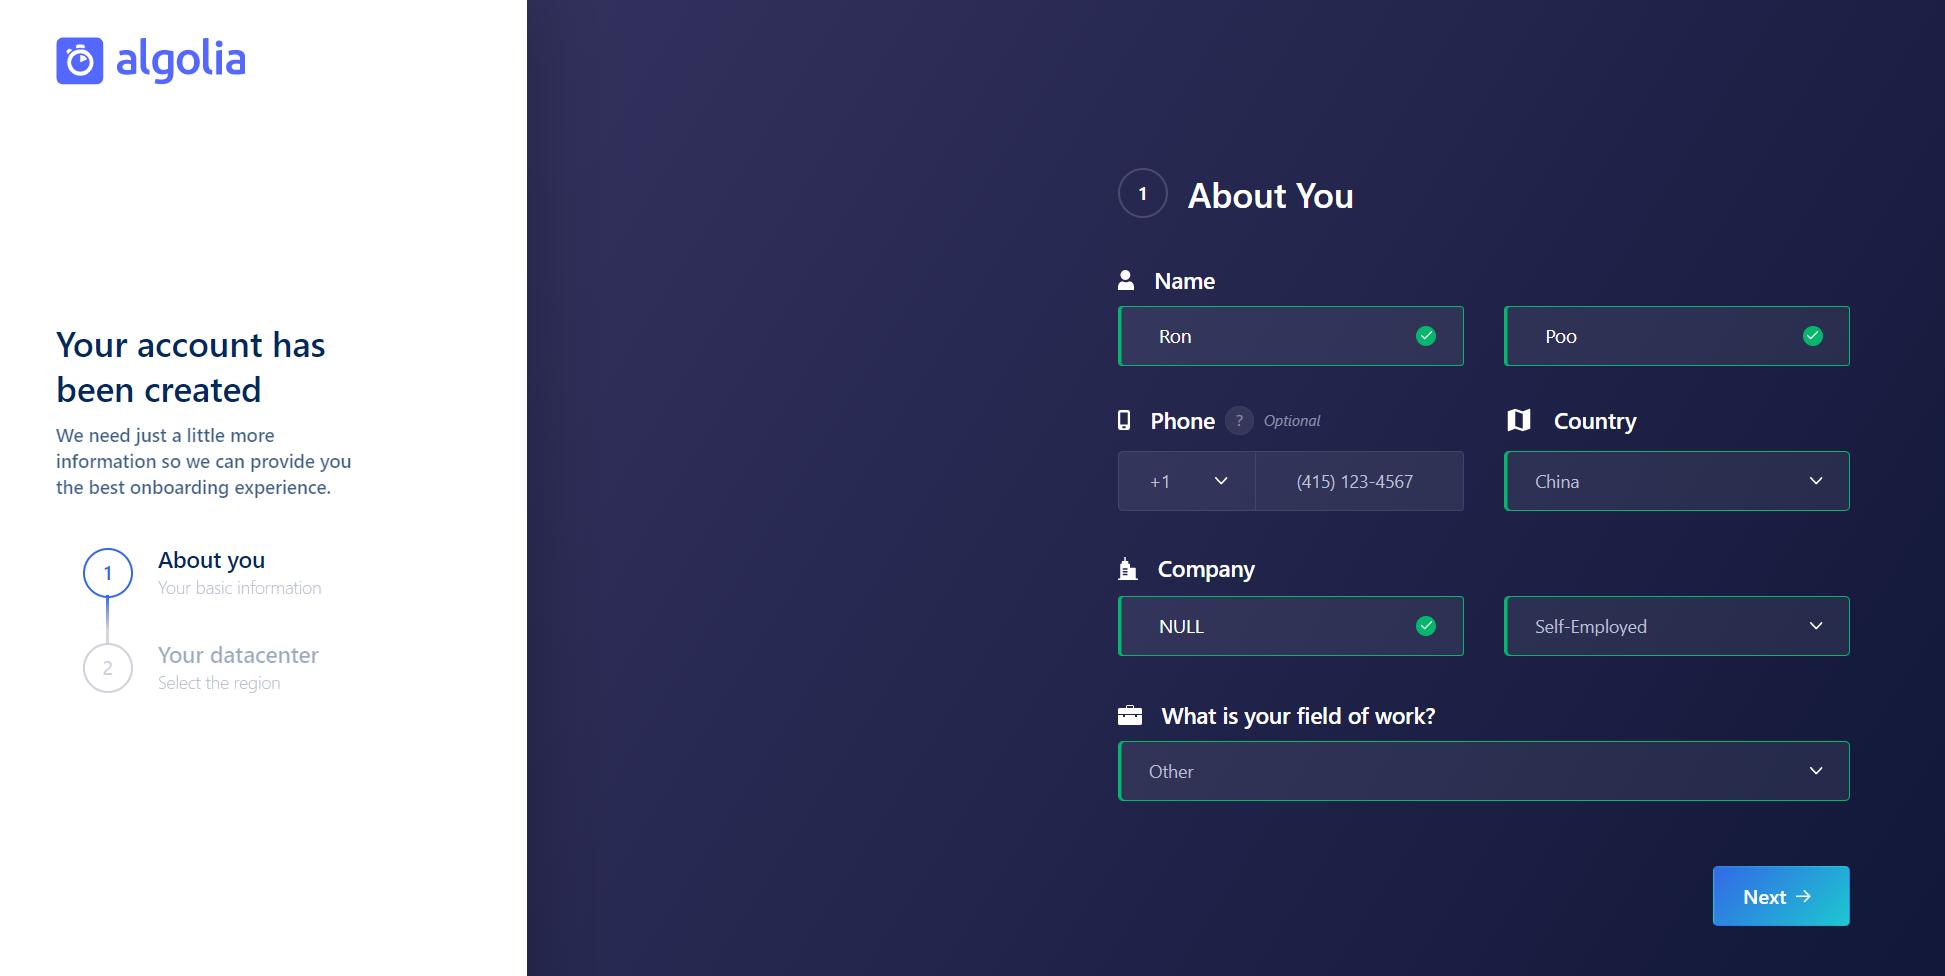 algolia
Your account has
been created
We need just a little more
information so we can provide you
the best onboarding experience.
1
About you
Your basic information
2
Your datacenter
Select the region
1
About You
Name
Ron
Poo
Phone ? Optional
Country
+1
(415) 123-4567
China
Company
NULL
Self-Employed
What is your field of work?
Other
Next →